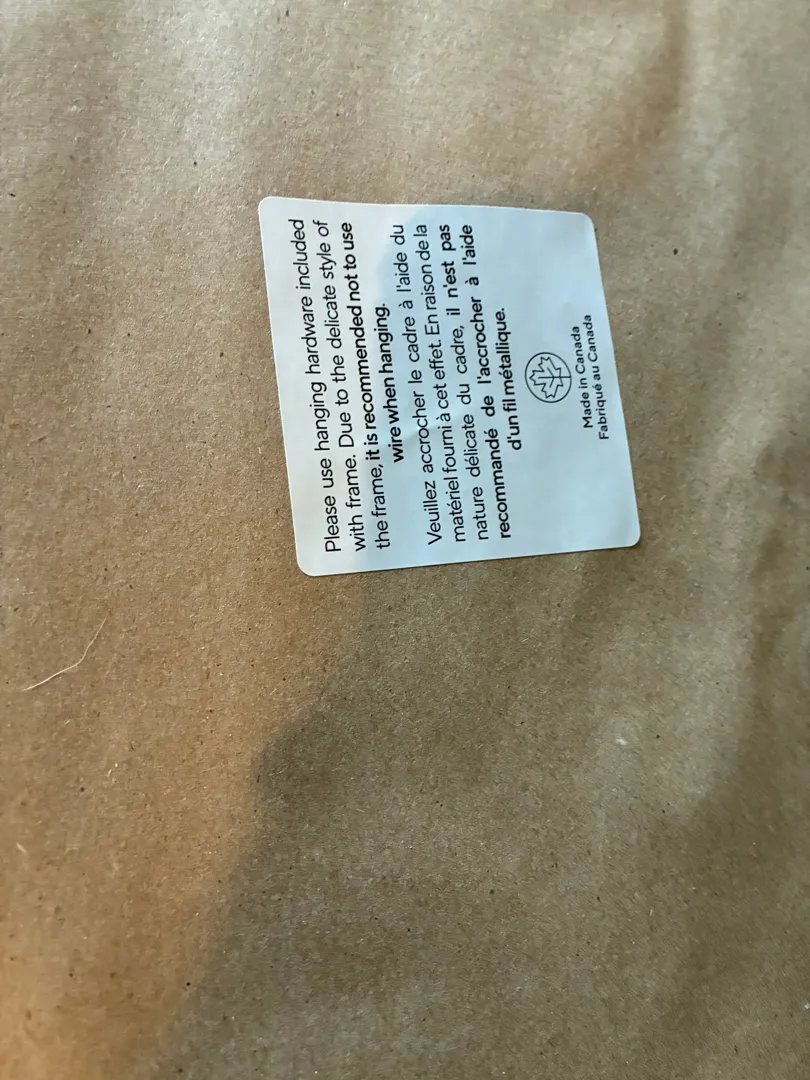 Please use hanging hardware included
with frame. Due to the delicate style of
the frame, it is recommended not to use
wire when hanging.
Veuillez accrocher le cadre à l'aide du
matériel fourni à cet effet. En raison de la
nature délicate du cadre, il n'est pas
recommandé de l'accrocher à l'aide
d'un fil métallique.
Made in Canada
Fabriqué au Canada